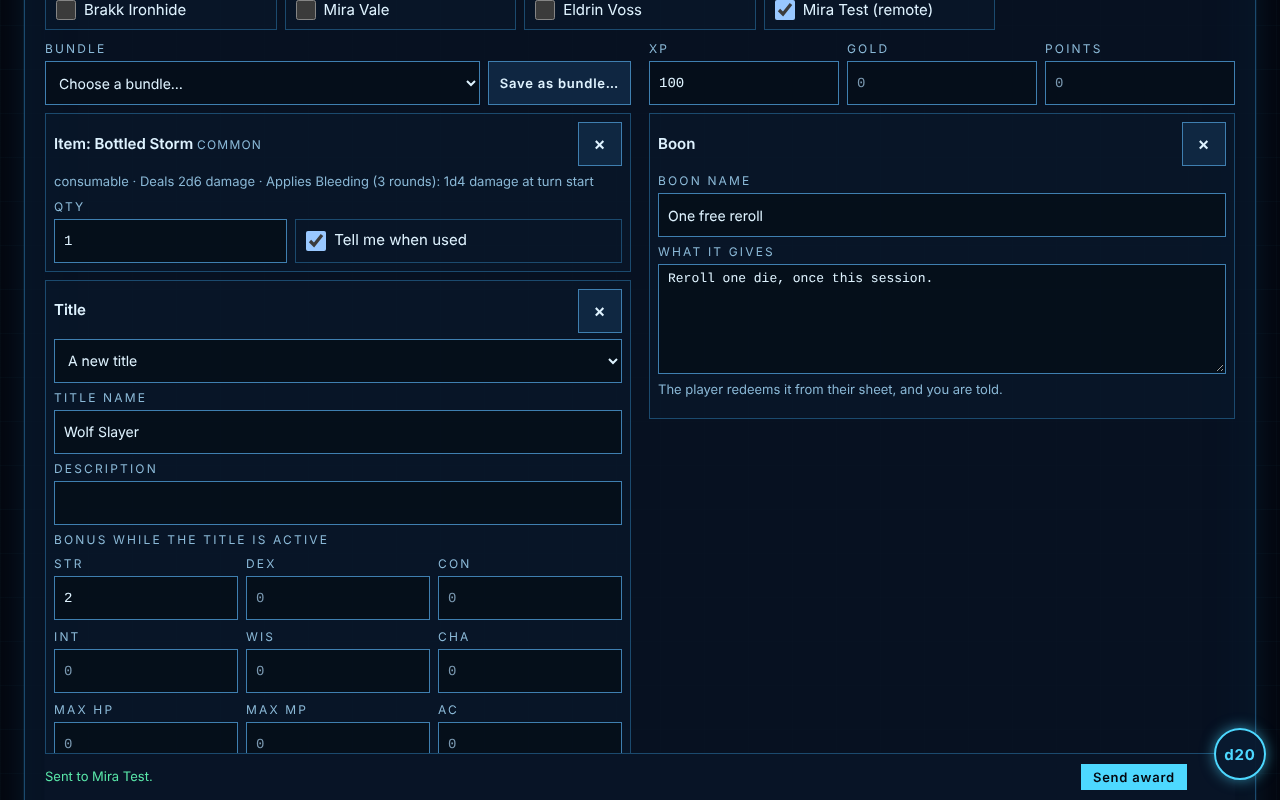 Brakk Ironhide
Mira Vale
Eldrin Voss
Mira Test (remote)
BUNDLE
XP
GOLD
POINTS
Choose a bundle...
Save as bundle...
100
0
0
Item: Bottled Storm COMMON
×
consumable · Deals 2d6 damage · Applies Bleeding (3 rounds): 1d4 damage at turn start
QTY
1
Tell me when used
Boon
×
BOON NAME
One free reroll
WHAT IT GIVES
Reroll one die, once this session.
The player redeems it from their sheet, and you are told.
Title
×
A new title
TITLE NAME
Wolf Slayer
DESCRIPTION
BONUS WHILE THE TITLE IS ACTIVE
STR
DEX
CON
2
0
0
INT
WIS
CHA
0
0
0
MAX HP
MAX MP
AC
0
0
0
Sent to Mira Test.
Send award
d20